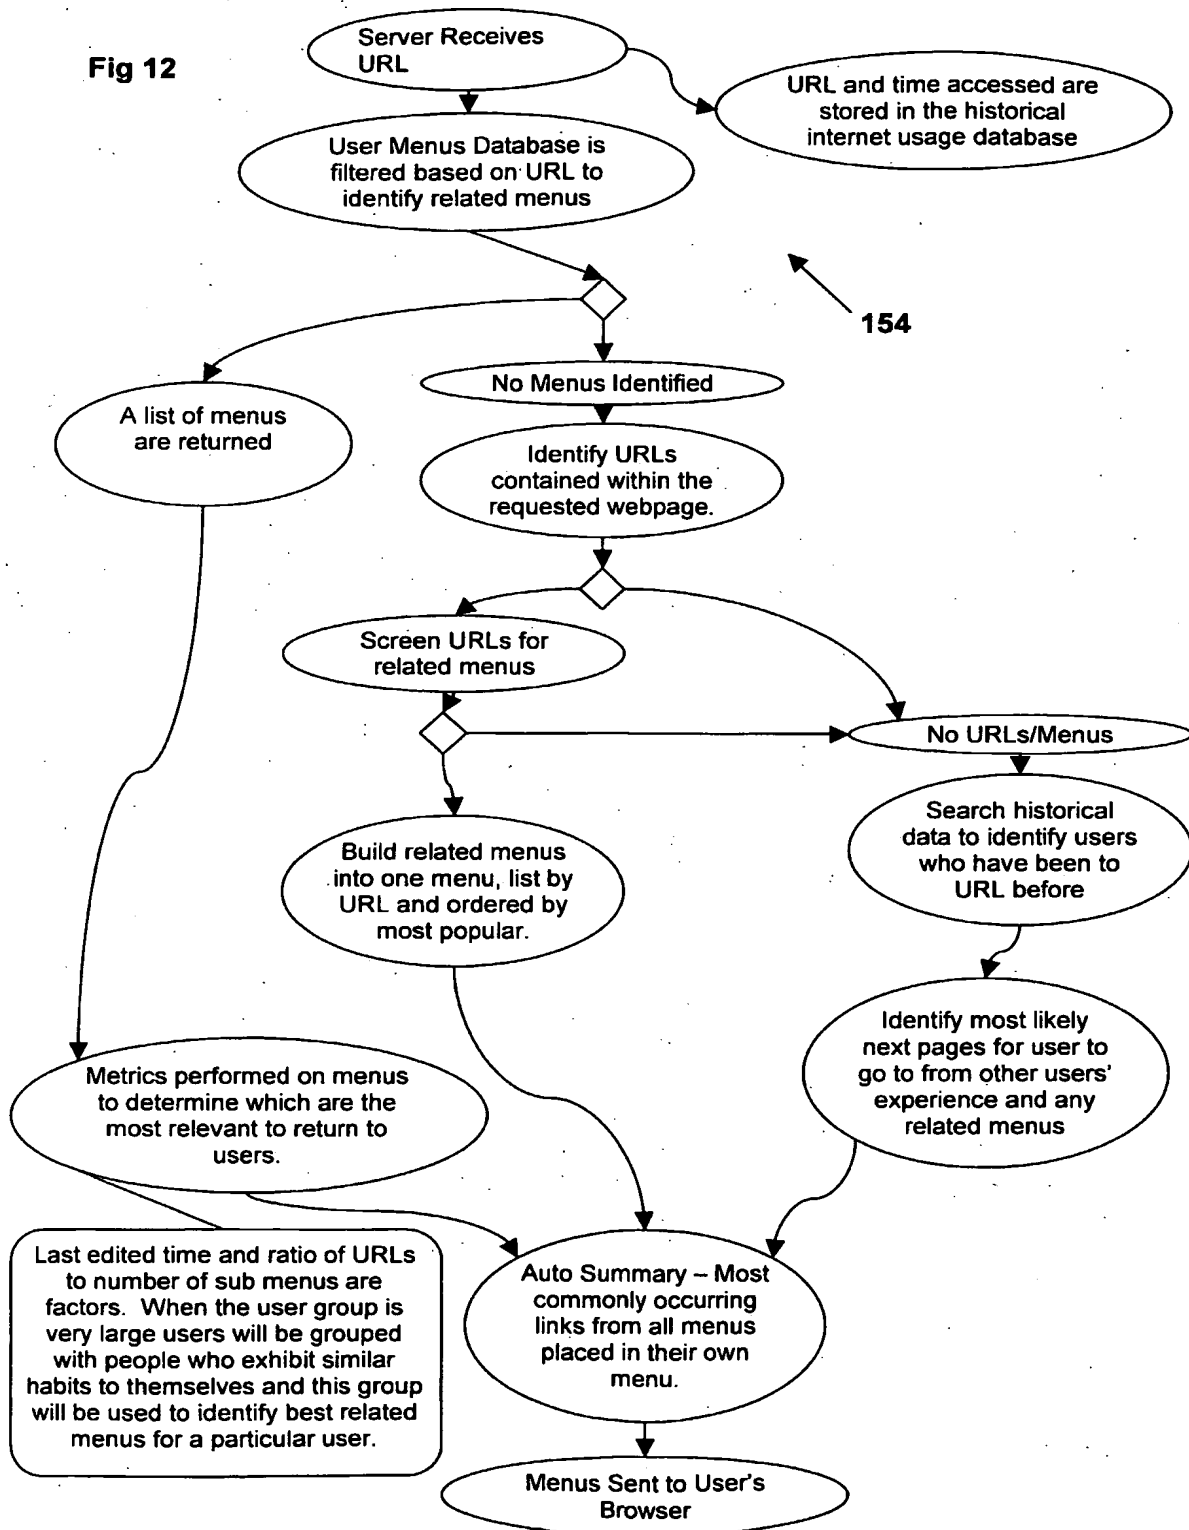 Fig 12
Server Receives
URL
URL and time accessed are
stored in the historical
internet usage database
User Menus Database is
filtered based on URL to
identify related menus
154
No Menus Identified
A list of menus
are returned
Identify URLs
contained within the
requested webpage.
Screen URLs for
related menus
No URLs/Menus
Search historical
data to identify users
who have been to
URL before
Build related menus
into one menu, list by
URL and ordered by
most popular.
Identify most likely
next pages for user to
go to from other users'
experience and any
related menus
Metrics performed on menus
to determine which are the
most relevant to return to
users.
Last edited time and ratio of URLs
to number of sub menus are
factors. When the user group is
very large users will be grouped
with people who exhibit similar
habits to themselves and this group
will be used to identify best related
menus for a particular user.
Auto Summary – Most
commonly occurring
links from all menus
placed in their own
menu.
Menus Sent to User's
Browser